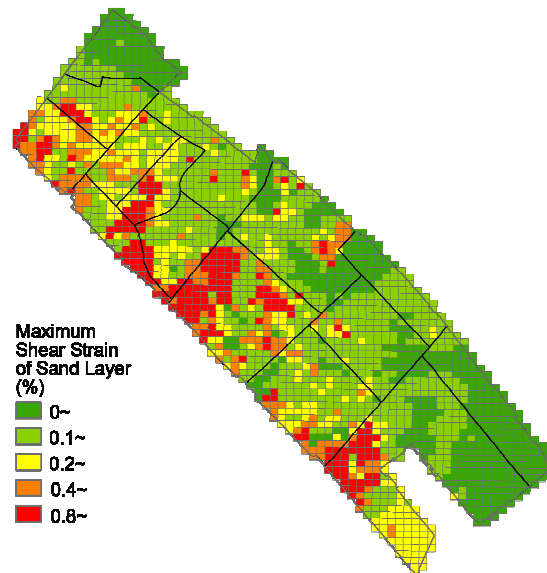 Maximum
Shear Strain
of Sand Layer
(%)
0~
0.1~
0.2~
0.4~
0.8~